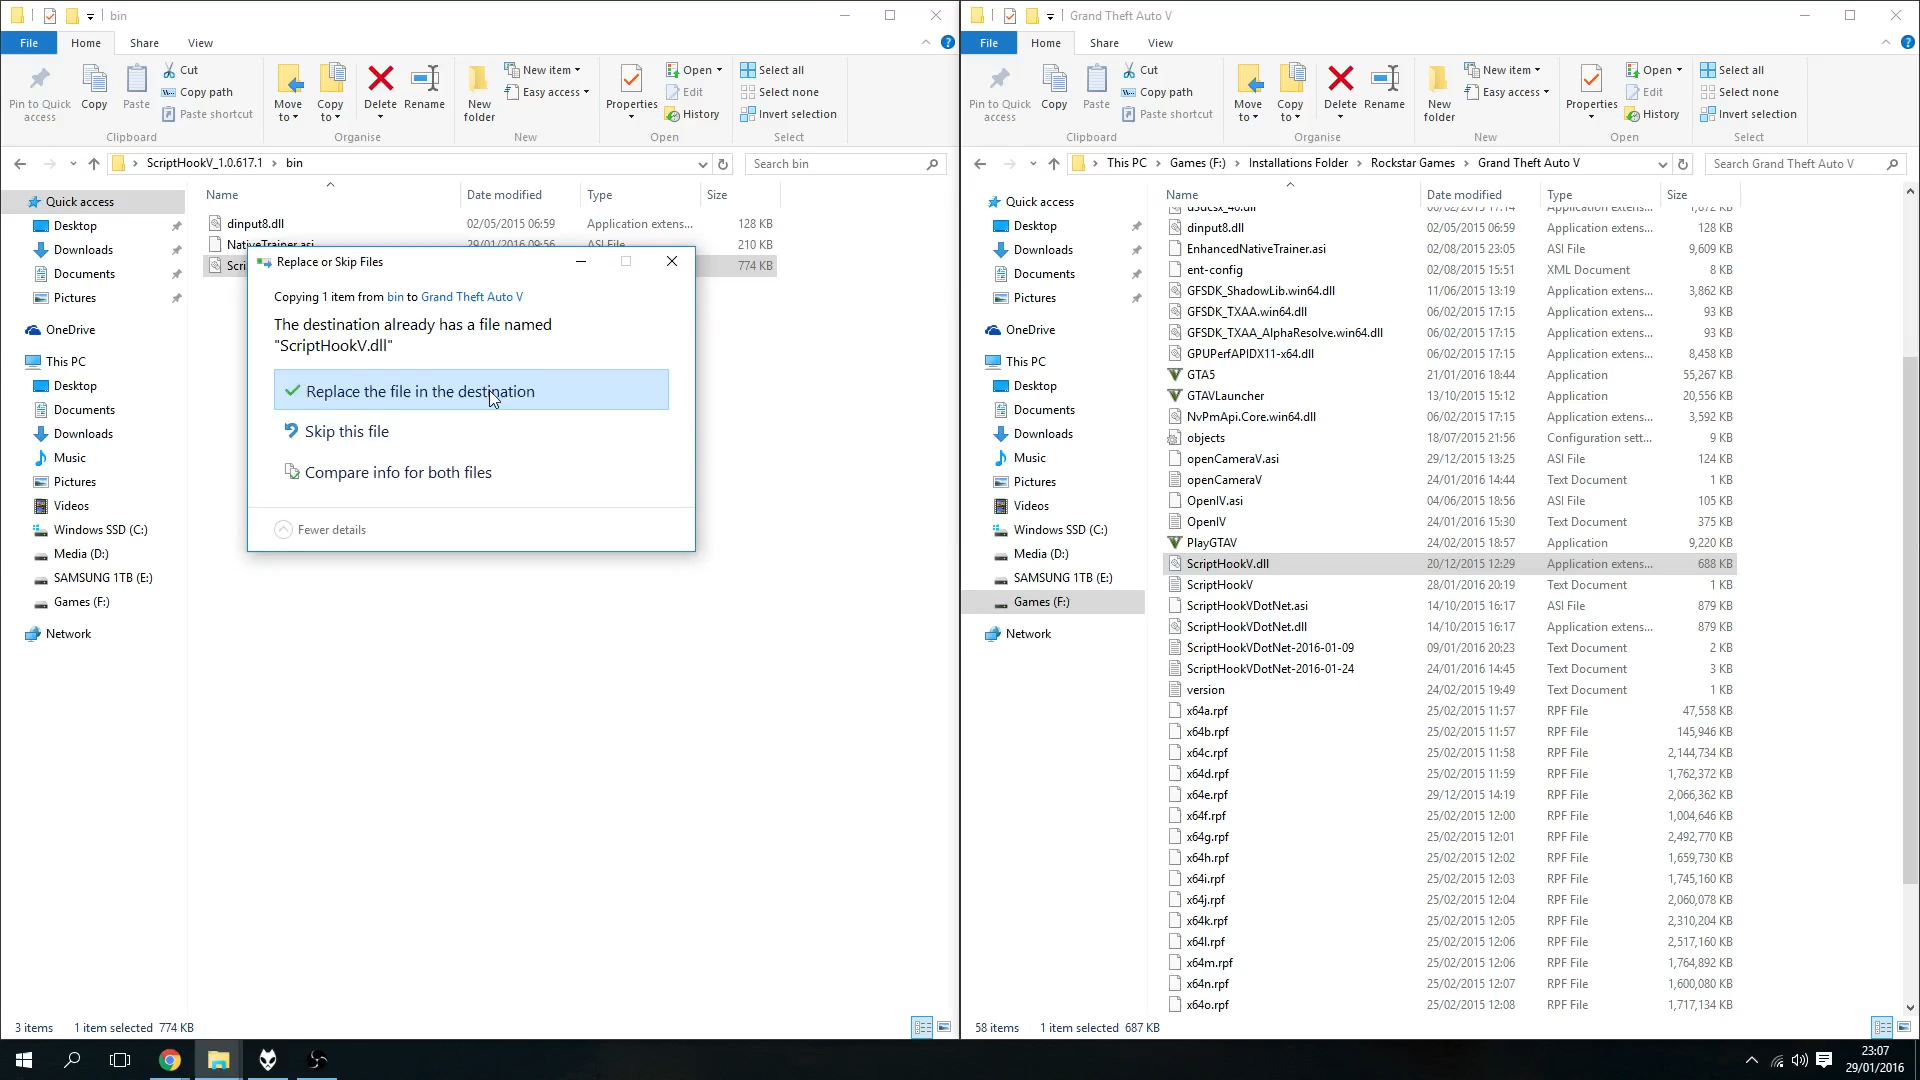 bin
File
Home
Share
View
Pin to Quick access
Copy
Paste
Cut
Copy path
Paste shortcut
Clipboard
Move to
Copy to
Delete
Rename
Organise
New folder
New item
Easy access
New
Properties
Open
Edit
History
Open
Select all
Select none
Invert selection
Select
ScriptHookV_1.0.617.1 > bin
Search bin
Quick access
Desktop
Downloads
Documents
Pictures
OneDrive
This PC
Desktop
Documents
Downloads
Music
Pictures
Videos
Windows SSD (C:)
Media (D:)
SAMSUNG 1TB (E:)
Games (F:)
Network
Name Date modified Type Size
dinput8.dll 02/05/2015 06:59 Application extens... 128 KB
NativeTrainer.asi 29/01/2016 09:56 ASI File 210 KB
Scri 774 KB
Replace or Skip Files
Copying 1 item from bin to Grand Theft Auto V
The destination already has a file named
"ScriptHookV.dll"
Replace the file in the destination
Skip this file
Compare info for both files
Fewer details
3 items 1 item selected 774 KB
Grand Theft Auto V
File
Home
Share
View
Pin to Quick access
Copy
Paste
Cut
Copy path
Paste shortcut
Clipboard
Move to
Copy to
Delete
Rename
Organise
New folder
New item
Easy access
New
Properties
Open
Edit
History
Open
Select all
Select none
Invert selection
Select
This PC > Games (F:) > Installations Folder > Rockstar Games > Grand Theft Auto V
Search Grand Theft Auto V
Quick access
Desktop
Downloads
Documents
Pictures
OneDrive
This PC
Desktop
Documents
Downloads
Music
Pictures
Videos
Windows SSD (C:)
Media (D:)
SAMSUNG 1TB (E:)
Games (F:)
Network
Name Date modified Type Size
d3dcsx_46.dll 06/02/2015 17:14 Application extens... 1,872 KB
dinput8.dll 02/05/2015 06:59 Application extens... 128 KB
EnhancedNativeTrainer.asi 02/08/2015 23:05 ASI File 9,609 KB
ent-config 02/08/2015 15:51 XML Document 8 KB
GFSDK_ShadowLib.win64.dll 11/06/2015 13:19 Application extens... 3,862 KB
GFSDK_TXAA.win64.dll 06/02/2015 17:15 Application extens... 93 KB
GFSDK_TXAA_AlphaResolve.win64.dll 06/02/2015 17:15 Application extens... 93 KB
GPUPerfAPIDX11-x64.dll 06/02/2015 17:15 Application extens... 8,458 KB
GTA5 21/01/2016 18:44 Application 55,267 KB
GTAVLauncher 13/10/2015 15:12 Application 20,556 KB
NvPmApi.Core.win64.dll 06/02/2015 17:15 Application extens... 3,592 KB
objects 18/07/2015 21:56 Configuration sett... 9 KB
openCameraV.asi 29/12/2015 13:25 ASI File 124 KB
openCameraV 24/01/2016 14:44 Text Document 1 KB
OpenIV.asi 04/06/2015 18:56 ASI File 105 KB
OpenIV 24/01/2016 15:30 Text Document 375 KB
PlayGTAV 24/02/2015 18:57 Application 9,220 KB
ScriptHookV.dll 20/12/2015 12:29 Application extens... 688 KB
ScriptHookV 28/01/2016 20:19 Text Document 1 KB
ScriptHookVDotNet.asi 14/10/2015 16:17 ASI File 879 KB
ScriptHookVDotNet.dll 14/10/2015 16:17 Application extens... 879 KB
ScriptHookVDotNet-2016-01-09 09/01/2016 20:23 Text Document 2 KB
ScriptHookVDotNet-2016-01-24 24/01/2016 14:45 Text Document 3 KB
version 24/02/2015 19:49 Text Document 1 KB
x64a.rpf 25/02/2015 11:57 RPF File 47,558 KB
x64b.rpf 25/02/2015 11:57 RPF File 145,946 KB
x64c.rpf 25/02/2015 11:58 RPF File 2,144,734 KB
x64d.rpf 25/02/2015 11:59 RPF File 1,762,372 KB
x64e.rpf 29/12/2015 14:19 RPF File 2,066,362 KB
x64f.rpf 25/02/2015 12:00 RPF File 1,004,646 KB
x64g.rpf 25/02/2015 12:01 RPF File 2,492,770 KB
x64h.rpf 25/02/2015 12:02 RPF File 1,659,730 KB
x64i.rpf 25/02/2015 12:03 RPF File 1,745,160 KB
x64j.rpf 25/02/2015 12:04 RPF File 2,060,078 KB
x64k.rpf 25/02/2015 12:05 RPF File 2,310,204 KB
x64l.rpf 25/02/2015 12:06 RPF File 2,517,160 KB
x64m.rpf 25/02/2015 12:06 RPF File 1,764,892 KB
x64n.rpf 25/02/2015 12:07 RPF File 1,600,080 KB
x64o.rpf 25/02/2015 12:08 RPF File 1,717,134 KB
58 items 1 item selected 687 KB
23:07
29/01/2016